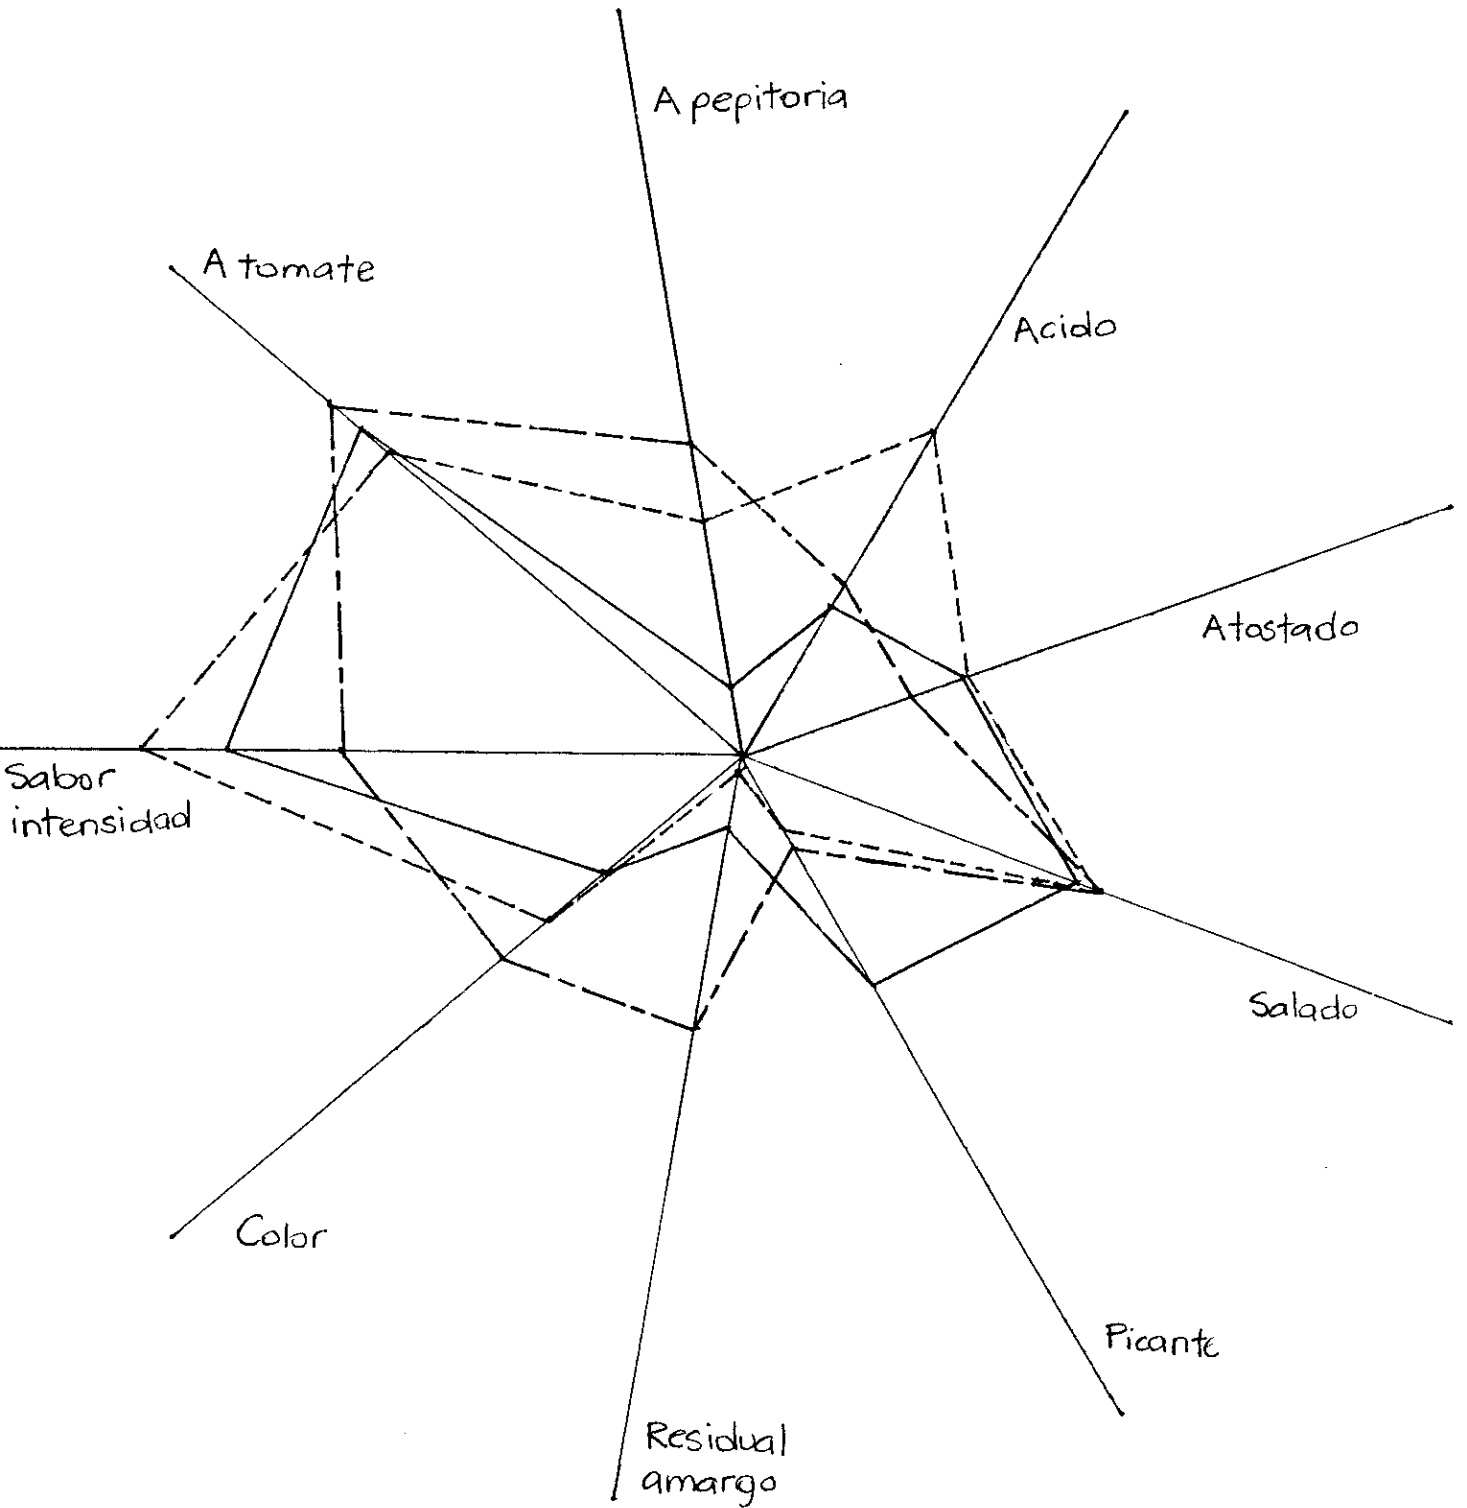 A pepitoria
A tomate
Acido
Atostado
Sabor
intensidad
Salado
Color
Picante
Residual
amargo